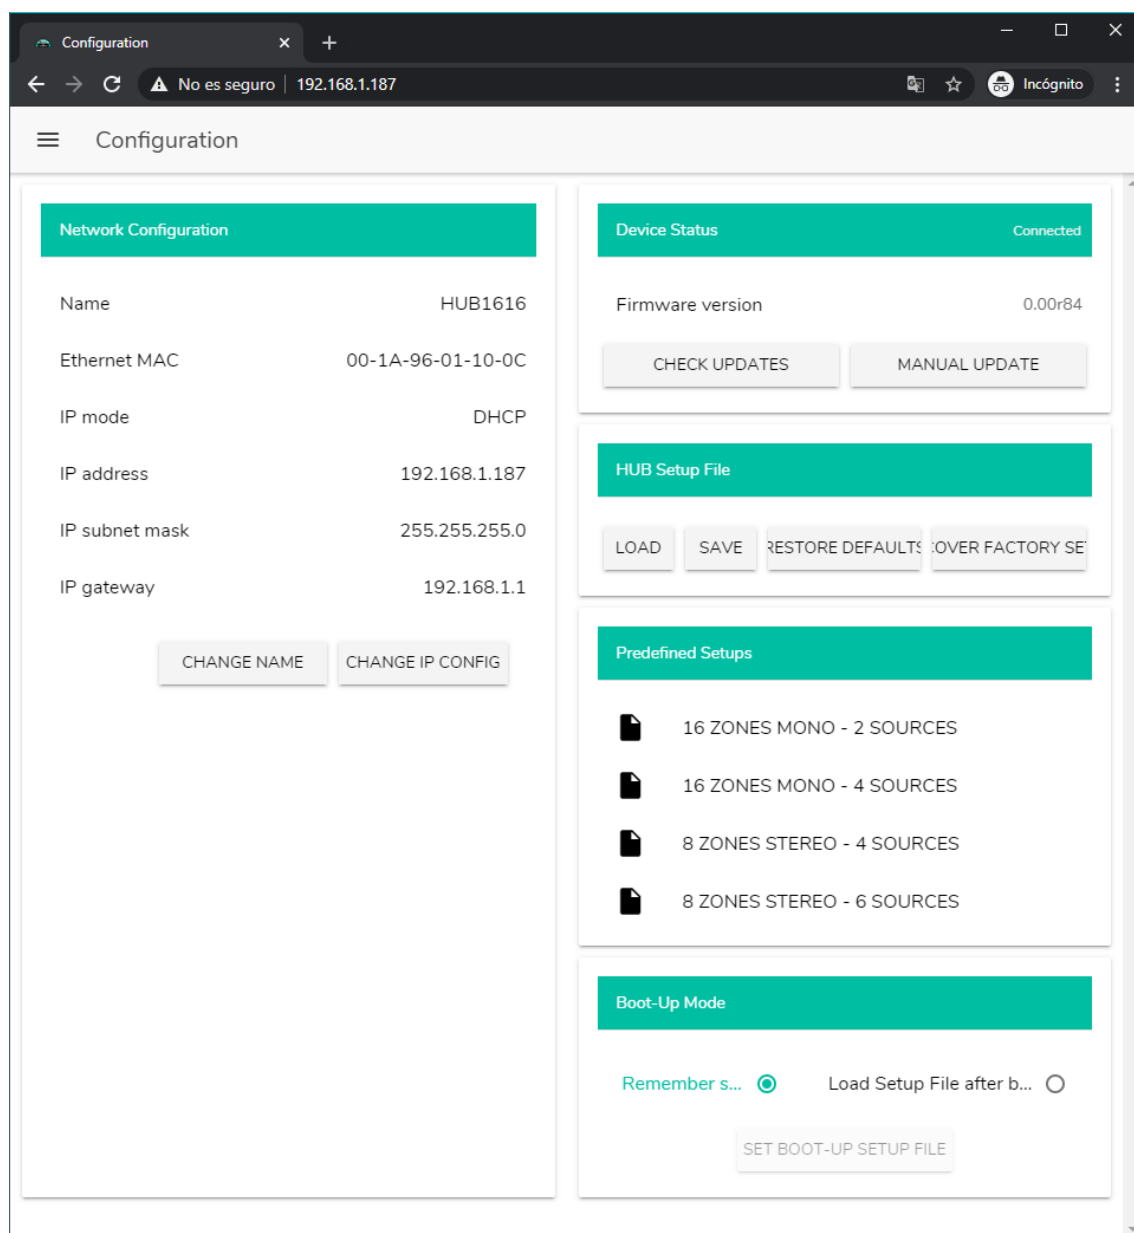 Configuration
No es seguro 192.168.1.187 Incógnito
Configuration
Network Configuration
Name HUB1616
Ethernet MAC 00-1A-96-01-10-0C
IP mode DHCP
IP address 192.168.1.187
IP subnet mask 255.255.255.0
IP gateway 192.168.1.1
CHANGE NAME CHANGE IP CONFIG
Device Status Connected
Firmware version 0.00r84
CHECK UPDATES MANUAL UPDATE
HUB Setup File
LOAD SAVE RESTORE DEFAULTS COVER FACTORY SE
Predefined Setups
16 ZONES MONO - 2 SOURCES
16 ZONES MONO - 4 SOURCES
8 ZONES STEREO - 4 SOURCES
8 ZONES STEREO - 6 SOURCES
Boot-Up Mode
Remember s... Load Setup File after b...
SET BOOT-UP SETUP FILE